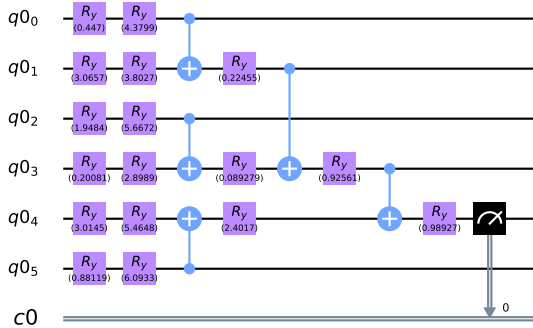 q0₀ R_y (0.447) R_y (4.3799)
q0₁ R_y (3.0657) R_y (3.8027) R_y (0.22455)
q0₂ R_y (1.9484) R_y (5.6672)
q0₃ R_y (0.20081) R_y (2.8989) R_y (0.089279) R_y (0.92561)
q0₄ R_y (3.0145) R_y (5.4648) R_y (2.4017) R_y (0.98927)
q0₅ R_y (0.88119) R_y (6.0933)
c0 0